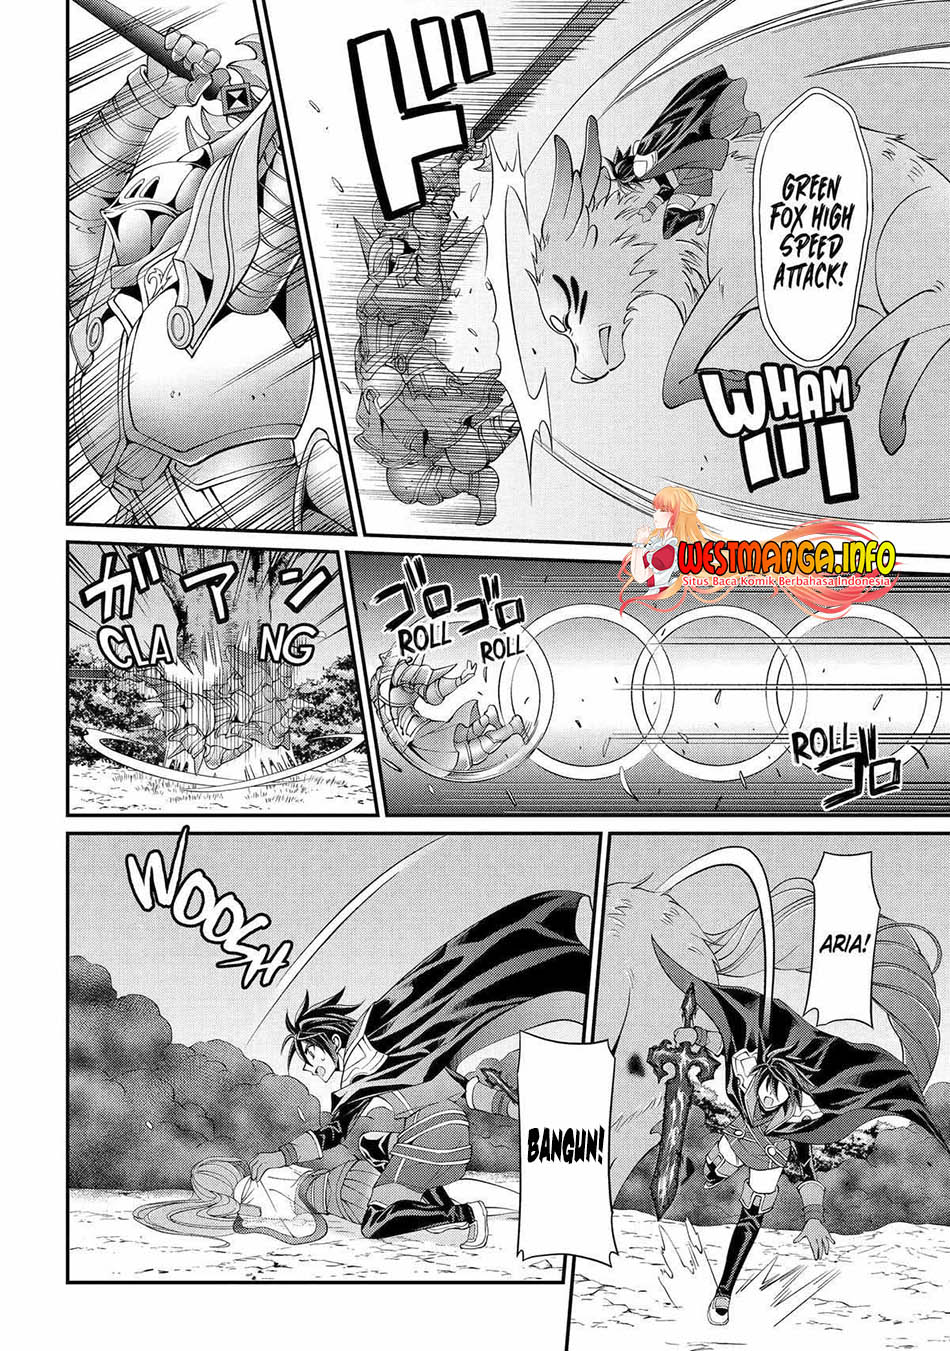 GREEN
FOX HIGH
SPEED
ATTACK!
ド
WHAM
WESTMANGA.INFO
Situs Baca Komik Berbahasa Indonesia
ゴロ
ROLL
ゴロ
ROLL
ROLL
ゴロ
ガアン
CLANG
ARIA!
WOOSH
BANGUN!